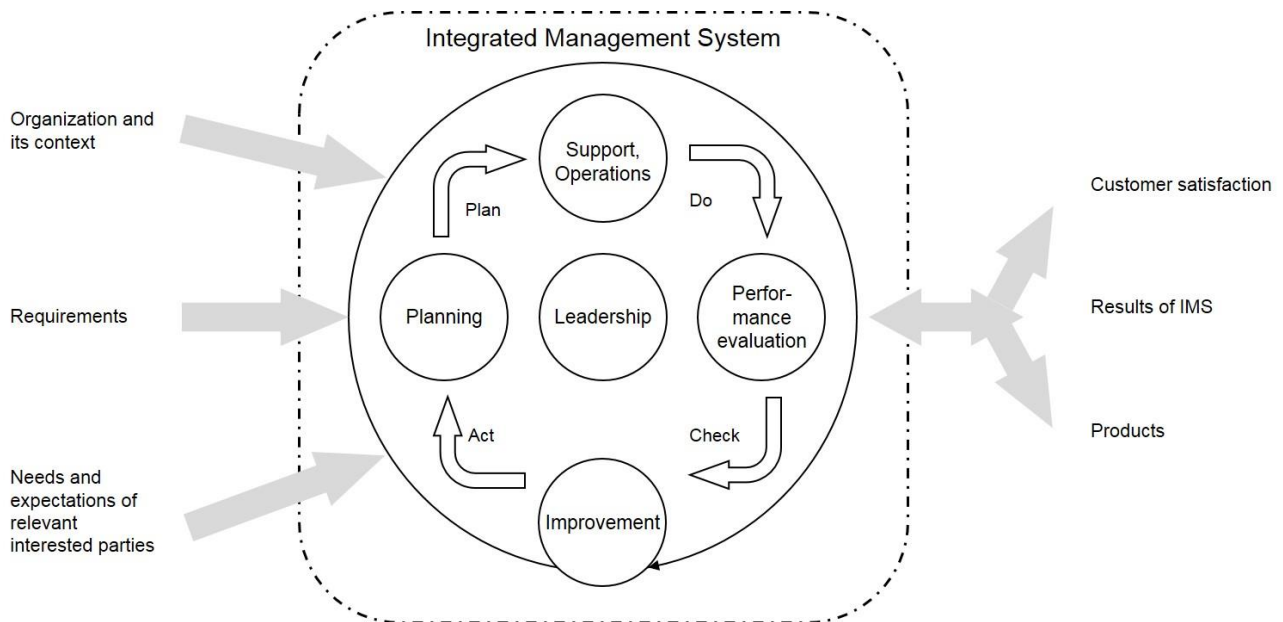 Integrated Management System
Organization and
its context
Requirements
Needs and
expectations of
relevant
interested parties
Support,
Operations
Plan
Do
Planning
Leadership
Perfor-
mance
evaluation
Act
Check
Improvement
Customer satisfaction
Results of IMS
Products